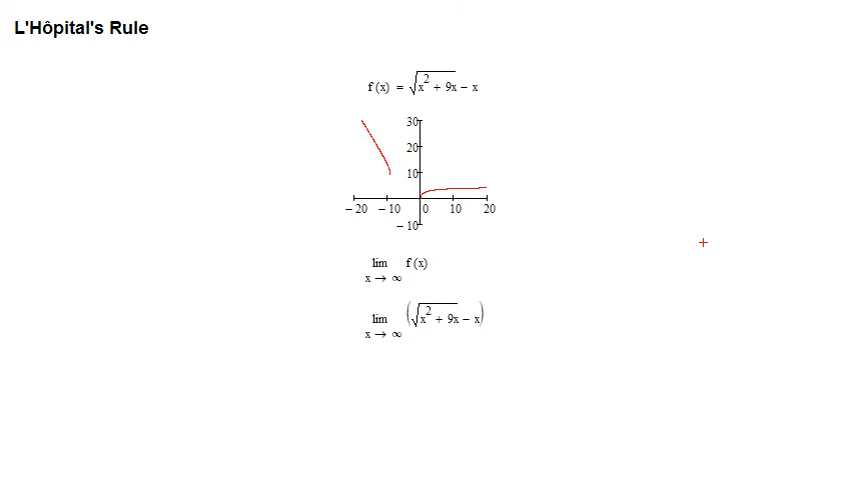 L'Hôpital's Rule
f(x) = √(x² + 9x) − x
30
20
10
−20 −10 0 10 20
−10
lim f(x)
x → ∞
lim (√(x² + 9x) − x)
x → ∞